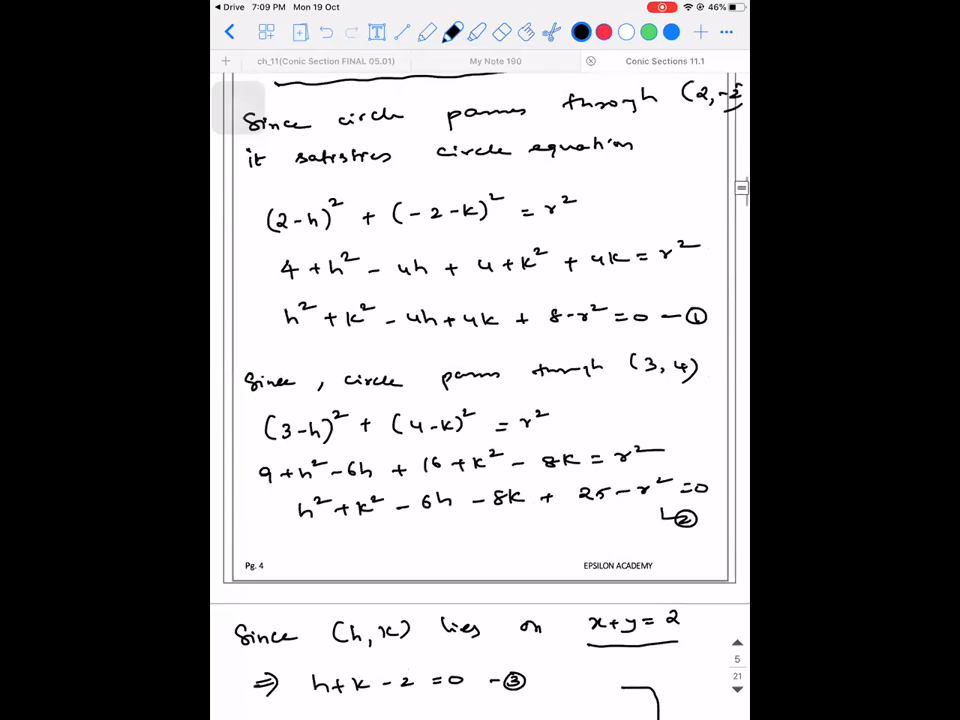 Drive 7:09 PM Mon 19 Oct 46%
ch_11(Conic Section FINAL 05.01) My Note 190 Conic Sections 11.1
Since circle passes through (2,-2
it satisfies circle equation
(2-h)² + (-2-k)² = r²
4 + h² - 4h + 4 + k² + 4k = r²
h² + k² - 4h + 4k + 8 - r² = 0 - ①
Since, circle passes through (3, 4)
(3-h)² + (4-k)² = r²
9 + h² - 6h + 16 + k² - 8k = r²
h² + k² - 6h - 8k + 25 - r² = 0
②
Pg. 4 EPSILON ACADEMY
Since (h, k) lies on x+y = 2
⇒ h + k - 2 = 0 - ③
5
21